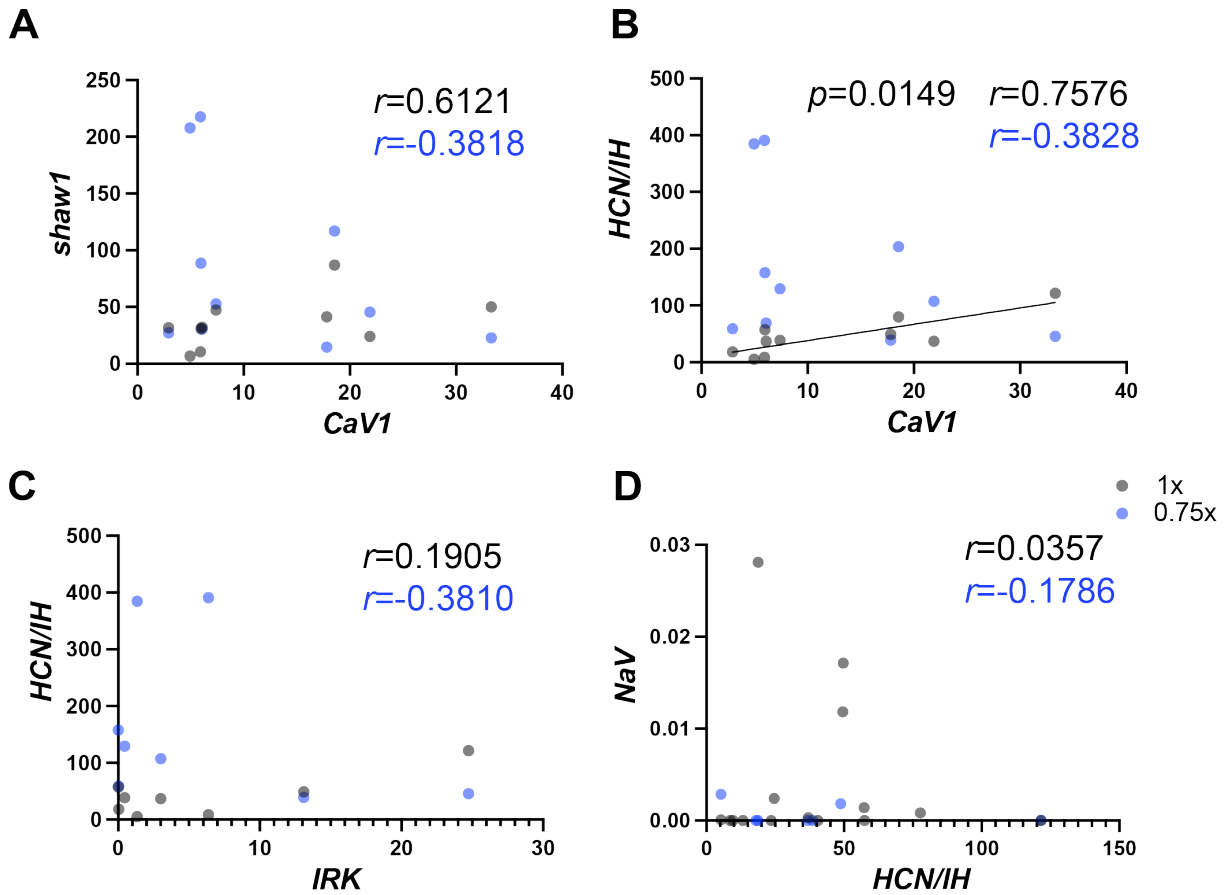 A
r=0.6121
r=-0.3818
shaw1
250
200
150
100
50
0
0 10 20 30 40
CaV1
B
p=0.0149 r=0.7576
r=-0.3828
HCN/IH
500
400
300
200
100
0
0 10 20 30 40
CaV1
C
r=0.1905
r=-0.3810
HCN/IH
500
400
300
200
100
0
0 10 20 30
IRK
D
1x
0.75x
r=0.0357
r=-0.1786
NaV
0.03
0.02
0.01
0.00
0 50 100 150
HCN/IH